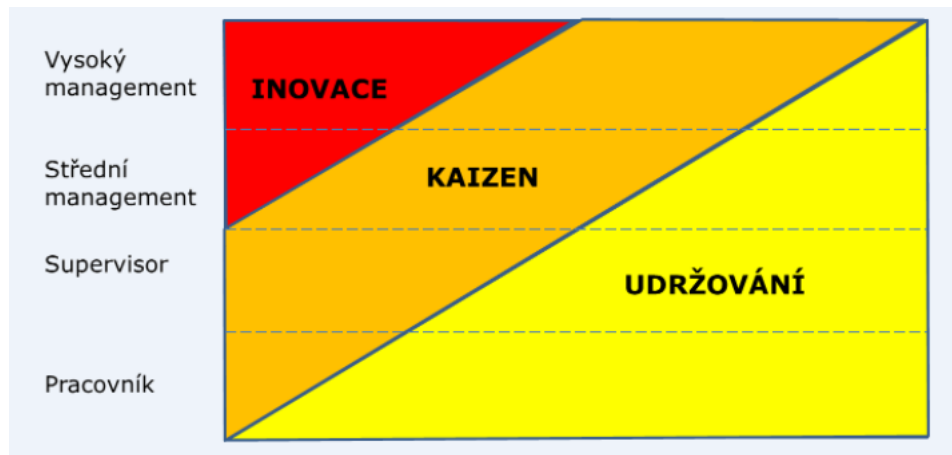 Vysoký
management
INOVACE
Střední
management
KAIZEN
Supervisor
UDRŽOVÁNÍ
Pracovník